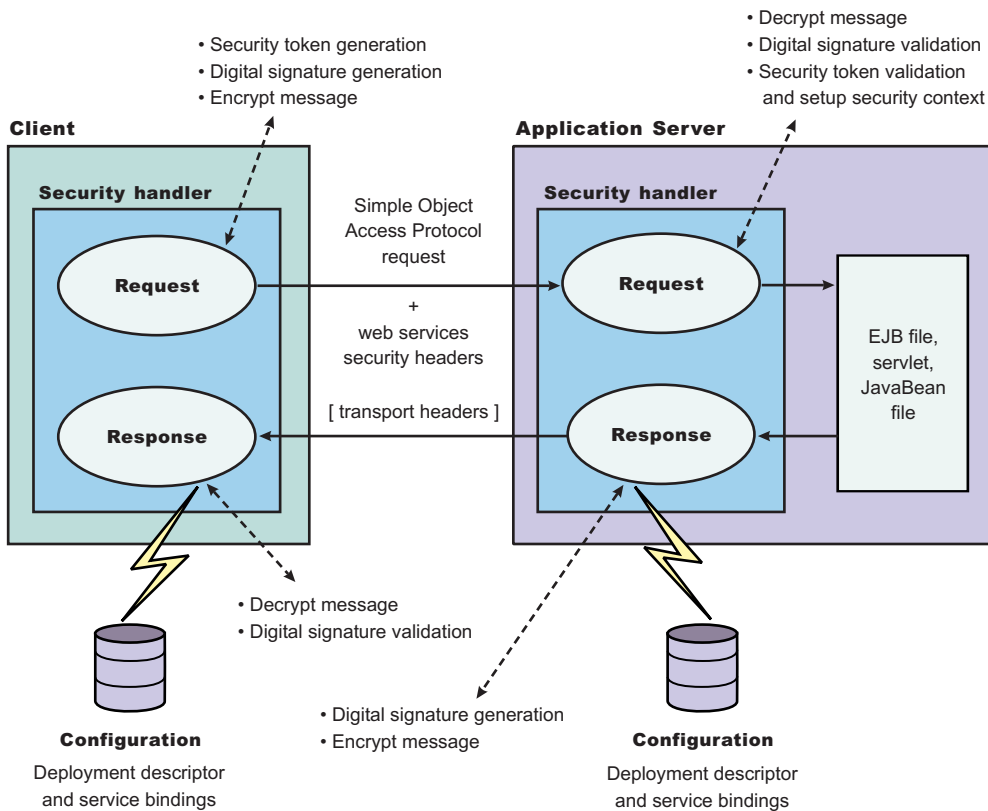 • Security token generation
• Digital signature generation
• Encrypt message
• Decrypt message
• Digital signature validation
• Security token validation
and setup security context
Client
Application Server
Security handler
Security handler
Simple Object
Access Protocol
request
Request
Request
+
web services
security headers
EJB file,
servlet,
JavaBean
file
[ transport headers ]
Response
Response
• Decrypt message
• Digital signature validation
• Digital signature generation
• Encrypt message
Configuration
Deployment descriptor
and service bindings
Configuration
Deployment descriptor
and service bindings